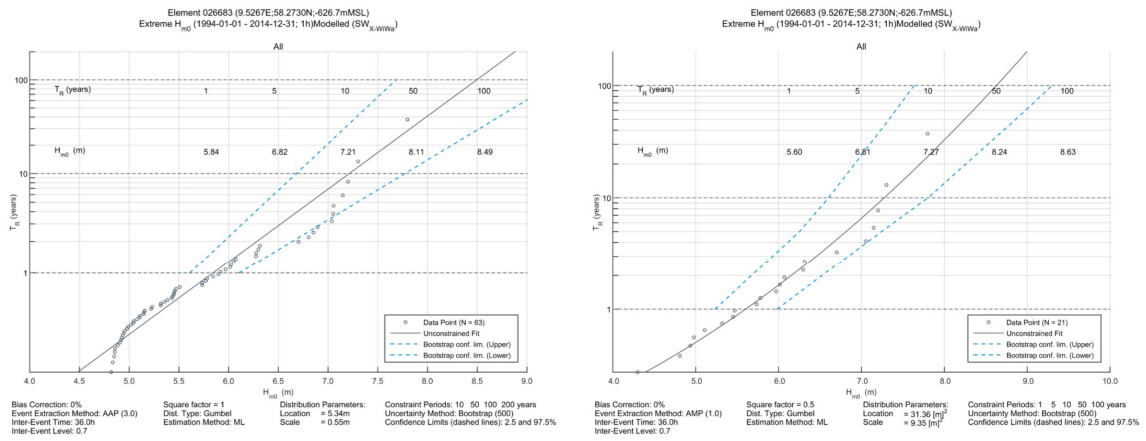 Element 026683 (9.5267E;58.2730N;-626.7mMSL)
Extreme Hm0 (1994-01-01 - 2014-12-31; 1h)Modelled (SWX-WiWa)
All
100
10
1
TR (years)
TR (years) 1 5 10 50 100
Hm0 (m) 5.84 6.82 7.21 8.11 8.49
Data Point (N = 63)
Unconstrained Fit
Bootstrap conf. lim. (Upper)
Bootstrap conf. lim. (Lower)
4.0 5.0 5.5 6.0 6.5 7.0 7.5 8.0 8.5 9.0
Hm0 (m)
Bias Correction: 0%
Event Extraction Method: AAP (3.0)
Inter-Event Time: 36.0h
Inter-Event Level: 0.7
Square factor = 1
Dist. Type: Gumbel
Estimation Method: ML
Distribution Parameters:
Location = 5.34m
Scale = 0.55m
Constraint Periods: 10 50 100 200 years
Uncertainty Method: Bootstrap (500)
Confidence Limits (dashed lines): 2.5 and 97.5%
Element 026683 (9.5267E;58.2730N;-626.7mMSL)
Extreme Hm0 (1994-01-01 - 2014-12-31; 1h)Modelled (SWX-WiWa)
All
100
10
1
TR (years)
TR (years) 1 5 10 50 100
Hm0 (m) 5.60 6.81 7.27 8.24 8.63
Data Point (N = 21)
Unconstrained Fit
Bootstrap conf. lim. (Upper)
Bootstrap conf. lim. (Lower)
4.0 5.0 6.0 7.0 8.0 9.0 10.0
Hm0 (m)
Bias Correction: 0%
Event Extraction Method: AMP (1.0)
Inter-Event Time: 36.0h
Inter-Event Level: 0.7
Square factor = 0.5
Dist. Type: Gumbel
Estimation Method: ML
Distribution Parameters:
Location = 31.36 [m]²
Scale = 9.35 [m]²
Constraint Periods: 1 5 10 50 100 years
Uncertainty Method: Bootstrap (500)
Confidence Limits (dashed lines): 2.5 and 97.5%